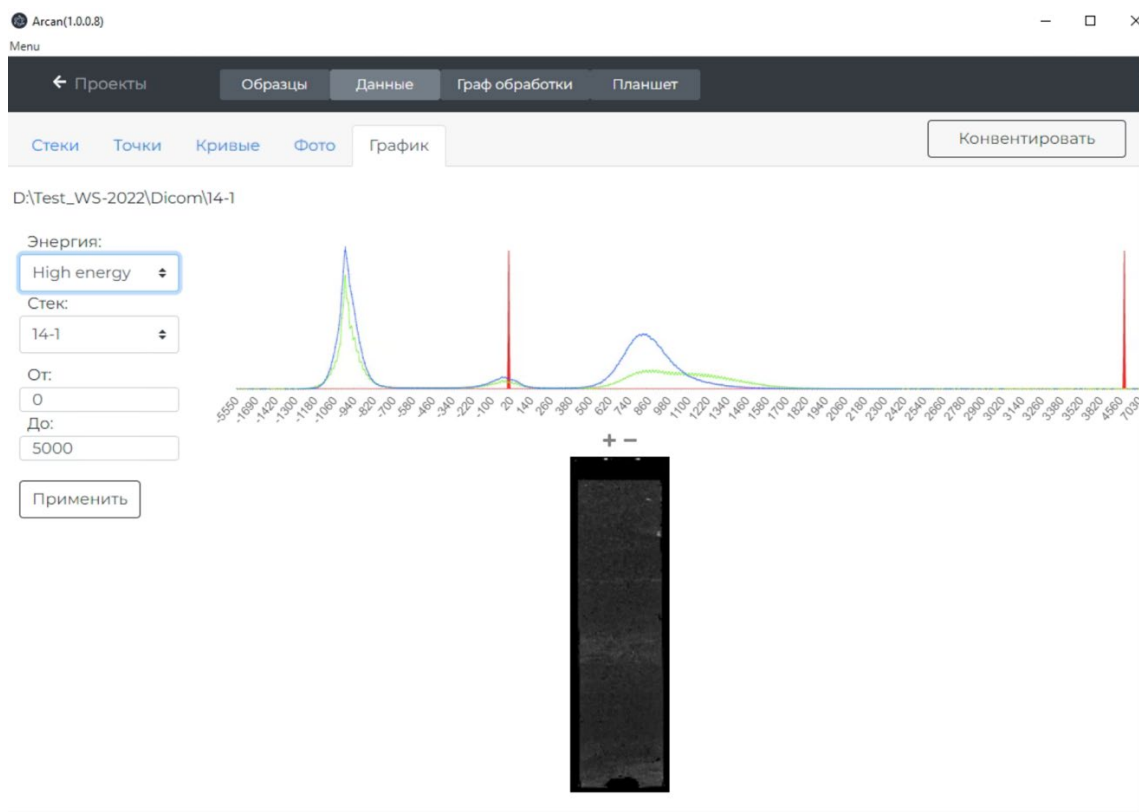 Arcan(1.0.0.8)
Menu
Проекты Образцы Данные Граф обработки Планшет
Стеки Точки Кривые Фото График Конвентировать
D:\Test_WS-2022\Dicom\14-1
Энергия:
High energy
Стек:
14-1
От:
0
До:
5000
Применить
-5550 -1690 -1420 -1300 -1180 -1060 -940 -820 -700 -580 -460 -340 -220 -100 20 140 260 380 500 620 740 860 980 1100 1220 1340 1460 1580 1700 1820 1940 2060 2180 2300 2420 2540 2660 2780 2900 3020 3140 3260 3380 3520 3820 4560 7030
+ −